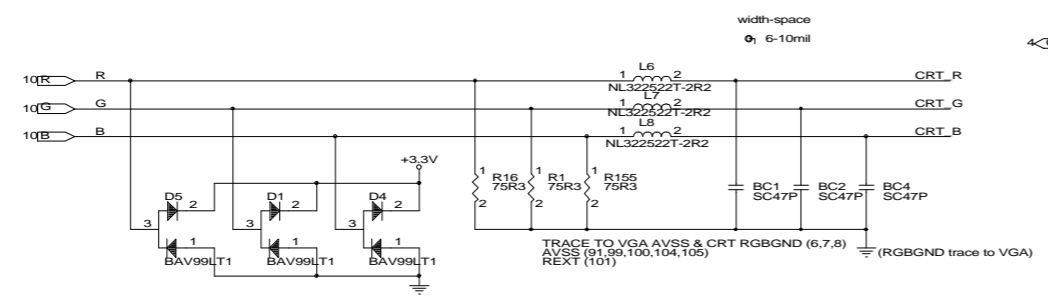 width-space
6-10mil
4
10 R R
L6
1 2
CRT_R
NL322522T-2R2
10 G G
L7
1 2
CRT_G
NL322522T-2R2
10 B B
L8
1 2
CRT_B
NL322522T-2R2
+3.3V
1 R16 75R3 2
1 R1 75R3 2
1 R155 75R3 2
BC1
SC47P
BC2
SC47P
BC4
SC47P
D5
2
3
1
BAV99LT1
D1
2
3
1
BAV99LT1
D4
2
3
1
BAV99LT1
TRACE TO VGA AVSS & CRT RGBGND (6,7,8)
AVSS (91,99,100,104,105)
REXT (101)
(RGBGND trace to VGA)